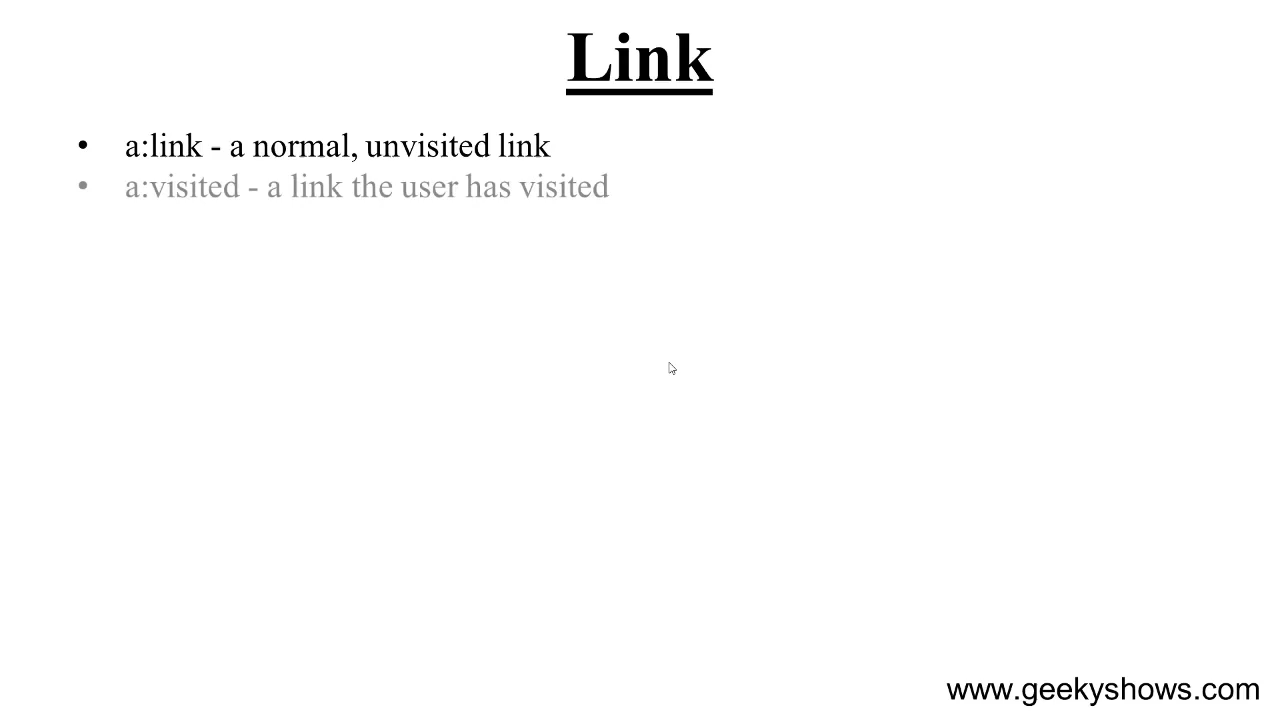 Link
• a:link - a normal, unvisited link
• a:visited - a link the user has visited
www.geekyshows.com